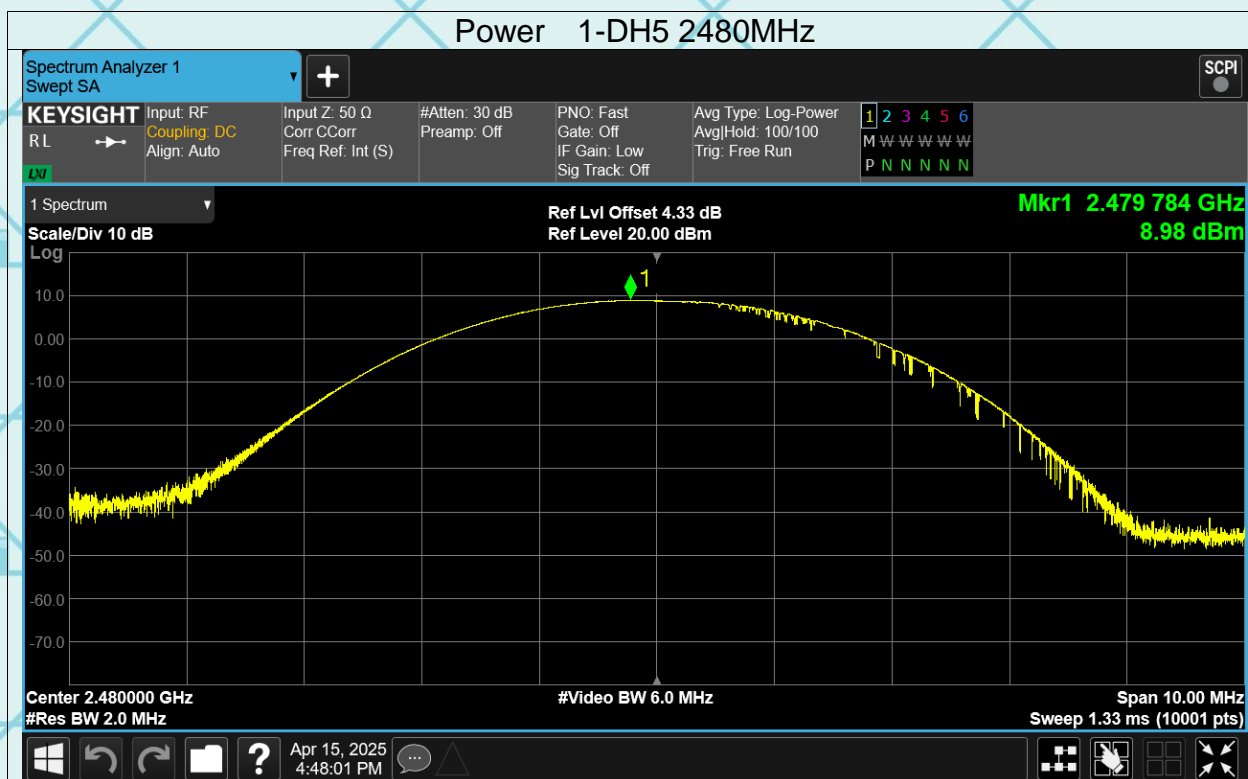 Power 1-DH5 2480MHz
Spectrum Analyzer 1
Swept SA
SCPI
KEYSIGHT
R L
LXI
Input: RF
Coupling: DC
Align: Auto
Input Z: 50 Ω
Corr CCorr
Freq Ref: Int (S)
#Atten: 30 dB
Preamp: Off
PNO: Fast
Gate: Off
IF Gain: Low
Sig Track: Off
Avg Type: Log-Power
Avg|Hold: 100/100
Trig: Free Run
1 2 3 4 5 6
M W W W W W
P N N N N N
1 Spectrum
Scale/Div 10 dB
Ref Lvl Offset 4.33 dB
Ref Level 20.00 dBm
Mkr1 2.479 784 GHz
8.98 dBm
Log
1
10.0
0.00
-10.0
-20.0
-30.0
-40.0
-50.0
-60.0
-70.0
Center 2.480000 GHz
#Video BW 6.0 MHz
Span 10.00 MHz
#Res BW 2.0 MHz
Sweep 1.33 ms (10001 pts)
?
Apr 15, 2025
4:48:01 PM